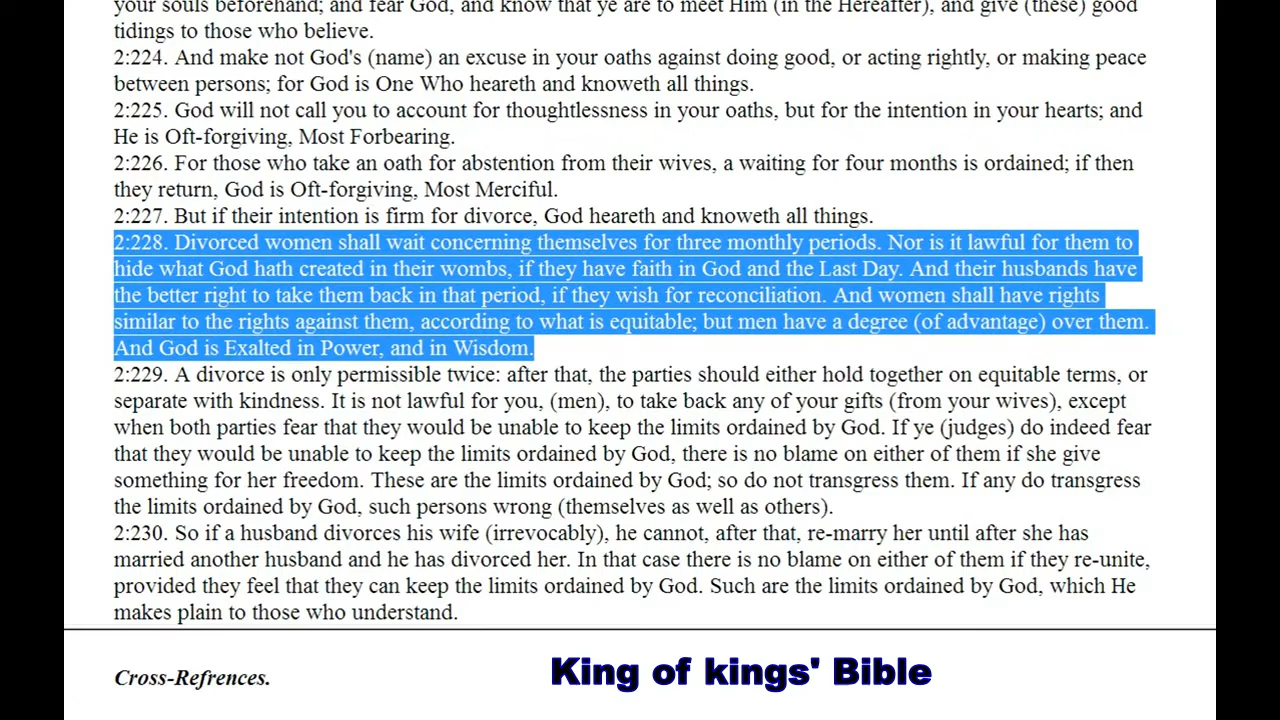 your souls beforehand; and fear God, and know that ye are to meet Him (in the Hereafter), and give (these) good
tidings to those who believe.
2:224. And make not God's (name) an excuse in your oaths against doing good, or acting rightly, or making peace
between persons; for God is One Who heareth and knoweth all things.
2:225. God will not call you to account for thoughtlessness in your oaths, but for the intention in your hearts; and
He is Oft-forgiving, Most Forbearing.
2:226. For those who take an oath for abstention from their wives, a waiting for four months is ordained; if then
they return, God is Oft-forgiving, Most Merciful.
2:227. But if their intention is firm for divorce, God heareth and knoweth all things.
2:228. Divorced women shall wait concerning themselves for three monthly periods. Nor is it lawful for them to
hide what God hath created in their wombs, if they have faith in God and the Last Day. And their husbands have
the better right to take them back in that period, if they wish for reconciliation. And women shall have rights
similar to the rights against them, according to what is equitable; but men have a degree (of advantage) over them.
And God is Exalted in Power, and in Wisdom.
2:229. A divorce is only permissible twice: after that, the parties should either hold together on equitable terms, or
separate with kindness. It is not lawful for you, (men), to take back any of your gifts (from your wives), except
when both parties fear that they would be unable to keep the limits ordained by God. If ye (judges) do indeed fear
that they would be unable to keep the limits ordained by God, there is no blame on either of them if she give
something for her freedom. These are the limits ordained by God; so do not transgress them. If any do transgress
the limits ordained by God, such persons wrong (themselves as well as others).
2:230. So if a husband divorces his wife (irrevocably), he cannot, after that, re-marry her until after she has
married another husband and he has divorced her. In that case there is no blame on either of them if they re-unite,
provided they feel that they can keep the limits ordained by God. Such are the limits ordained by God, which He
makes plain to those who understand.
Cross-Refrences.
King of kings' Bible